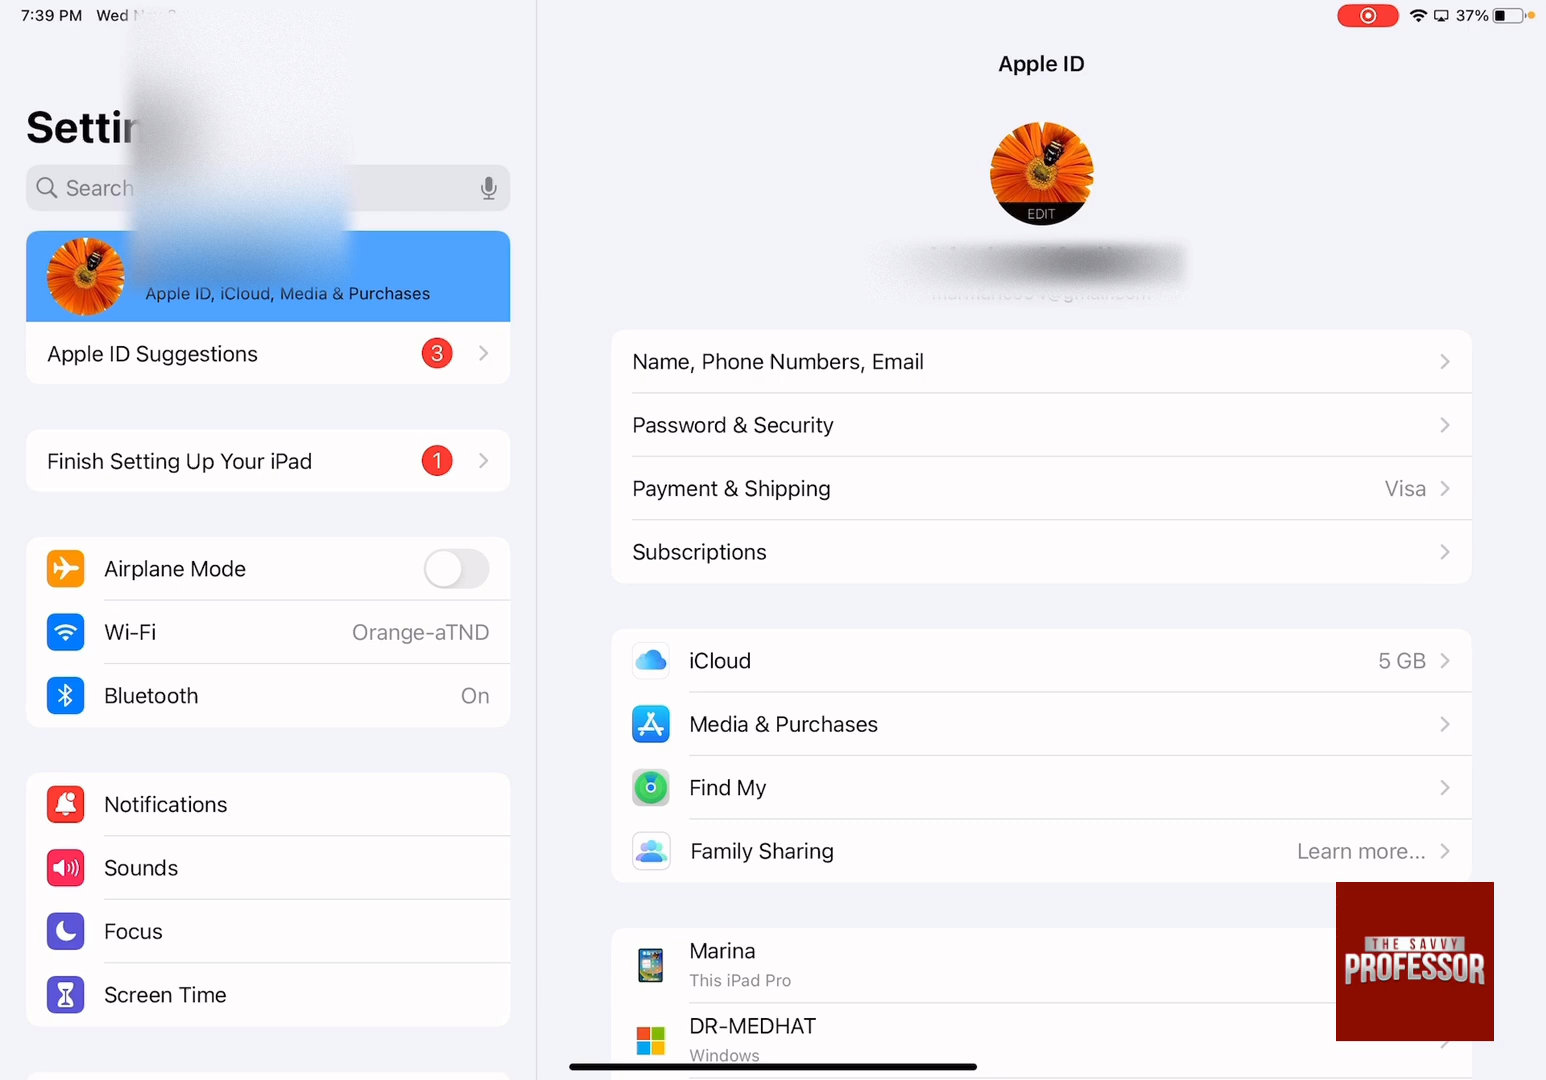 7:39 PM Wed
37%
Settin
Search
Apple ID, iCloud, Media & Purchases
Apple ID Suggestions 3
Finish Setting Up Your iPad 1
Airplane Mode
Wi-Fi Orange-aTND
Bluetooth On
Notifications
Sounds
Focus
Screen Time
Apple ID
EDIT
Name, Phone Numbers, Email
Password & Security
Payment & Shipping Visa
Subscriptions
iCloud 5 GB
Media & Purchases
Find My
Family Sharing Learn more...
Marina
This iPad Pro
DR-MEDHAT
Windows
THE SAVVY
PROFESSOR